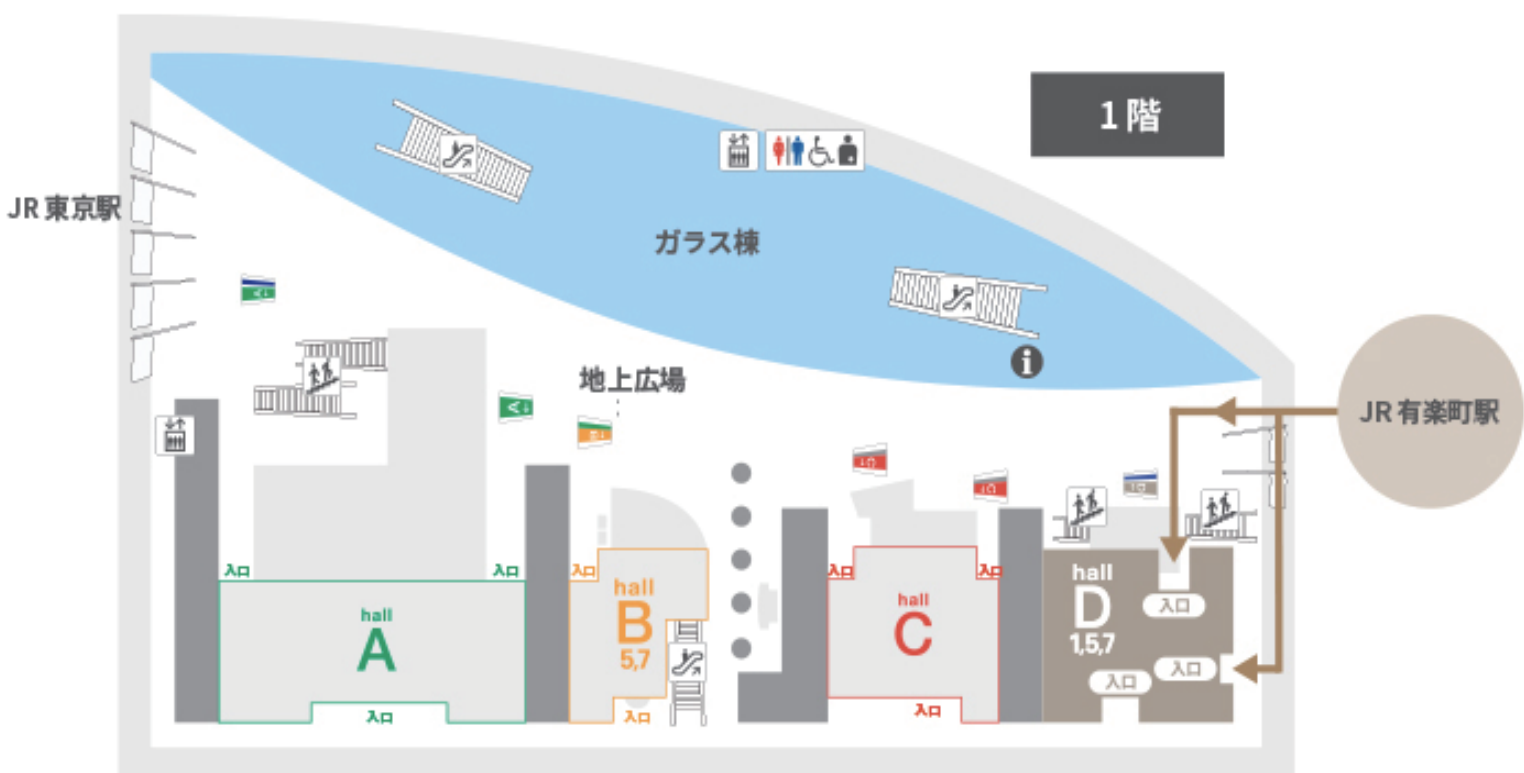 1階
JR 東京駅
ガラス棟
地上広場
JR 有楽町駅
入口
入口
入口
hall
A
入口
入口
hall
B
5,7
入口
入口
hall
C
入口
hall
D
1,5,7
入口
入口
入口